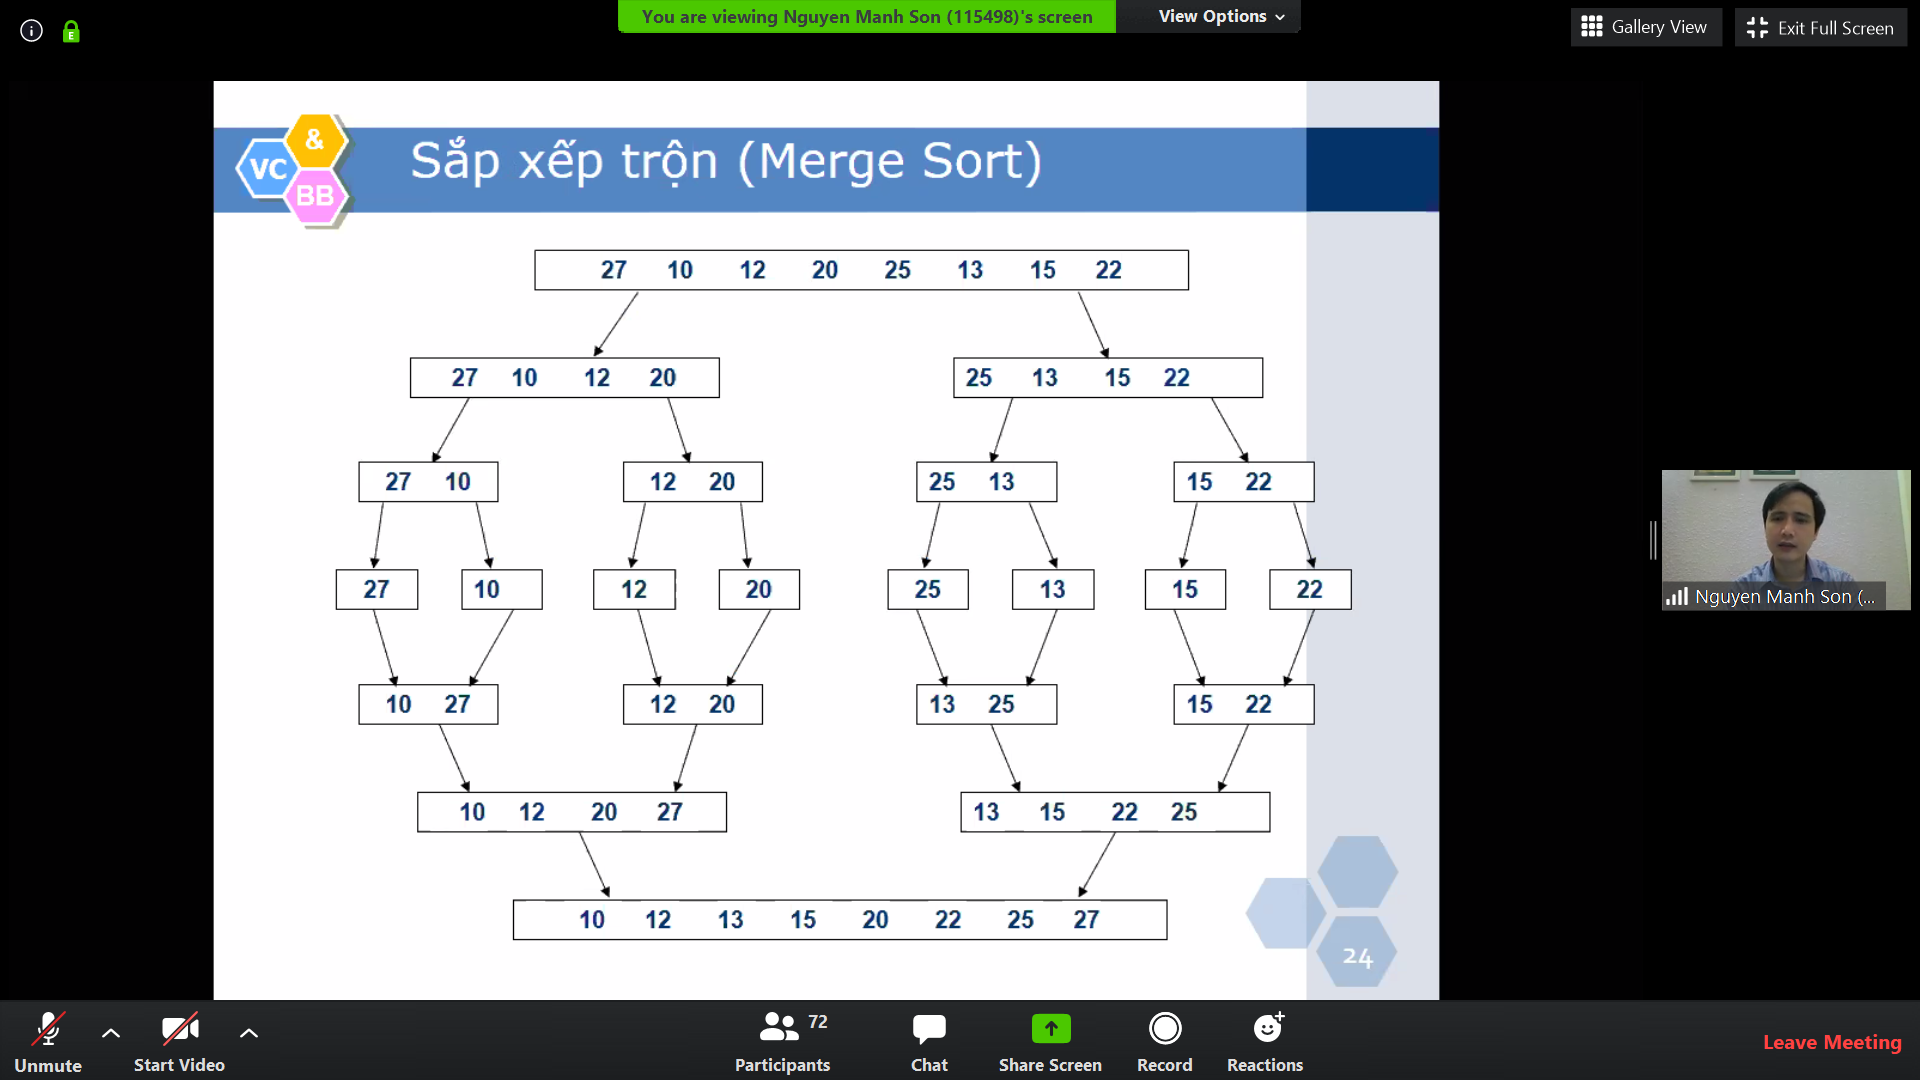 You are viewing Nguyen Manh Son (115498)'s screen
View Options
Gallery View
Exit Full Screen
E
&
VC
BB
Sắp xếp trộn (Merge Sort)
27 10 12 20 25 13 15 22
27 10 12 20
25 13 15 22
27 10
12 20
25 13
15 22
27
10
12
20
25
13
15
22
10 27
12 20
13 25
15 22
10 12 20 27
13 15 22 25
10 12 13 15 20 22 25 27
24
Nguyen Manh Son (...
Unmute
Start Video
Participants
72
Chat
Share Screen
Record
Reactions
Leave Meeting